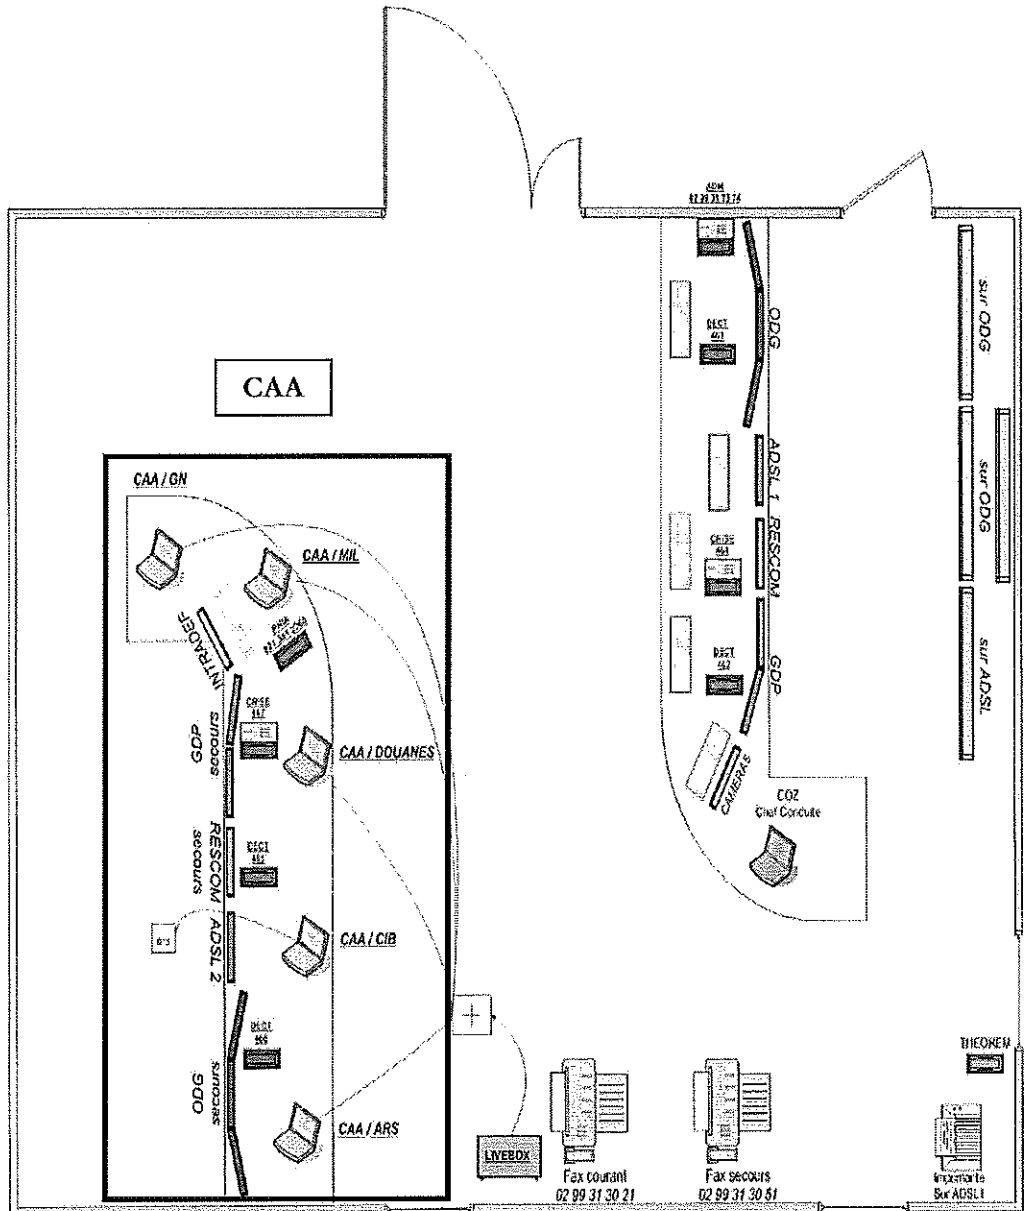 ADM
ODG
sur ODG
DECT
CAA
ADSL 1
sur ODG
CAA / GN
CAA / MIL
RESCOM
CRISE
INTRADEF
GDP
sur ADSL
DECT
CRISE
GDP
secours
CAA / DOUANES
CAMERAS
COZ
Chef Conduite
RESCOM
secours
DECT
ADSL 2
CAA / CIB
DECT
ODG
secours
THEOREM
CAA / ARS
LIVEBOX
Fax courant
02 99 31 30 21
Fax secours
02 99 31 30 51
Imprimante
Sur ADSL1